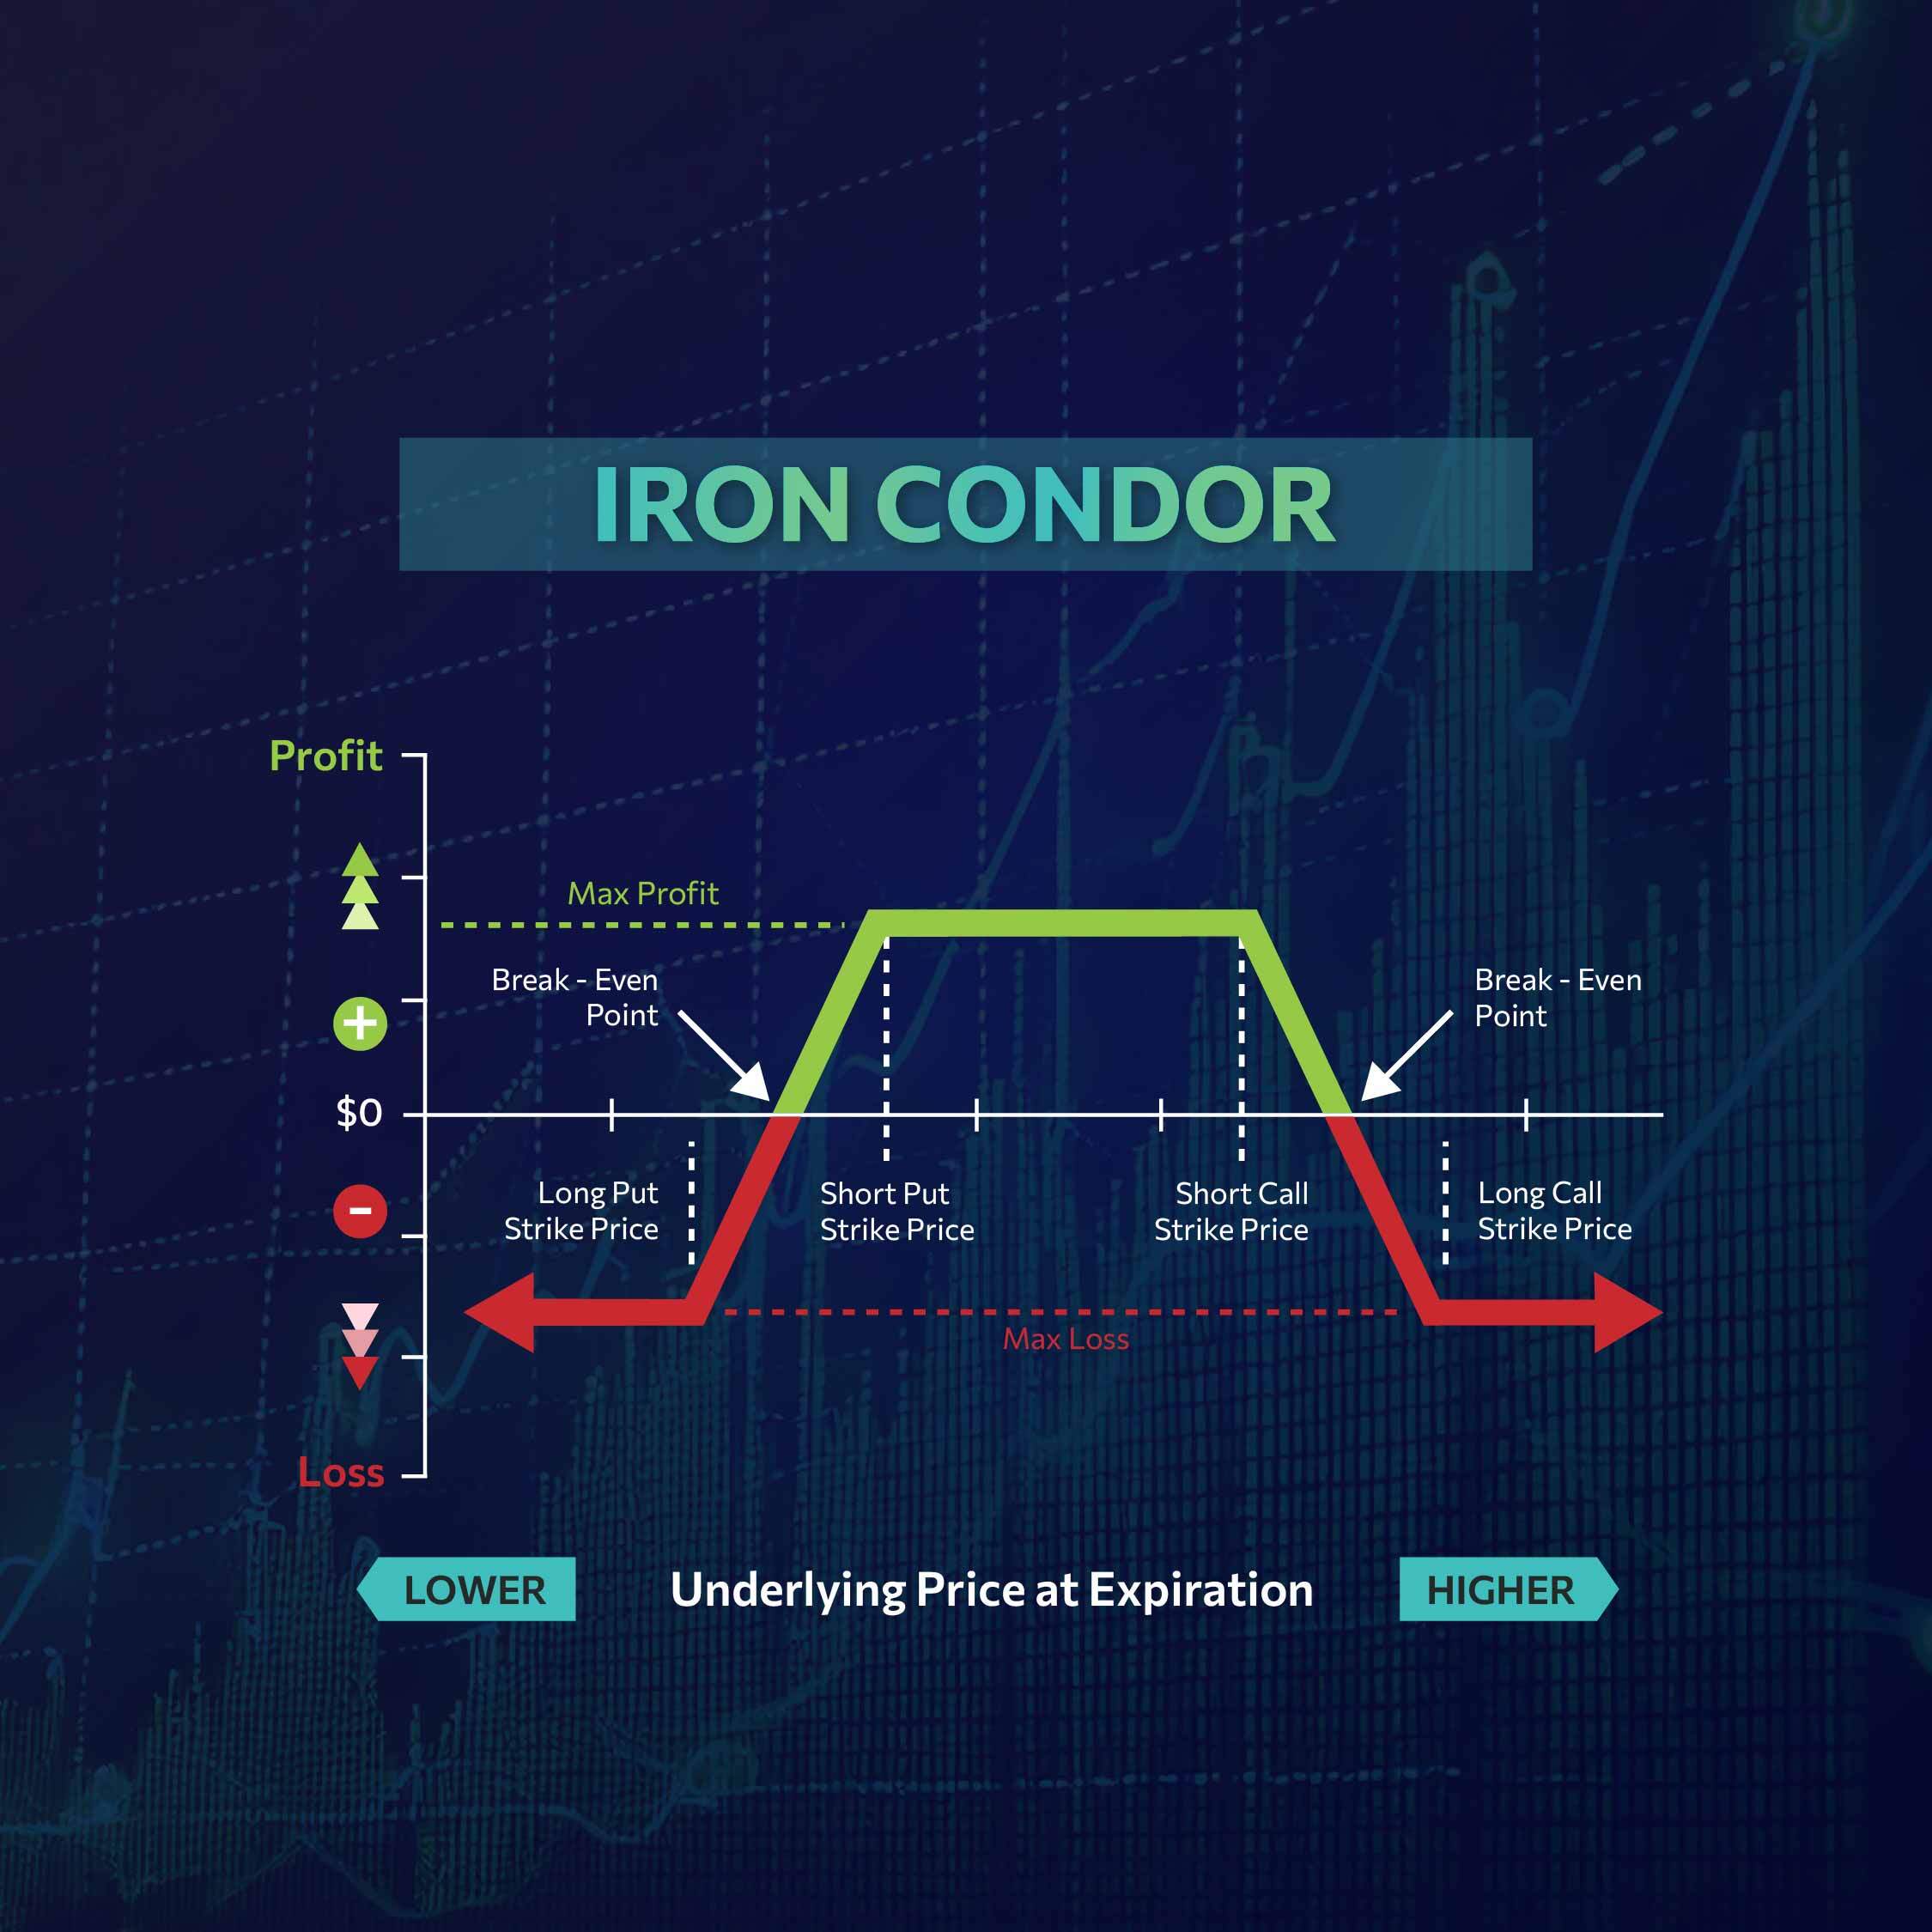 IRON CONDOR
Profit
Max Profit
Break - Even
Point
Break - Even
Point
+
$0
-
Long Put
Strike Price
Short Put
Strike Price
Short Call
Strike Price
Long Call
Strike Price
Max Loss
Loss
LOWER
Underlying Price at Expiration
HIGHER